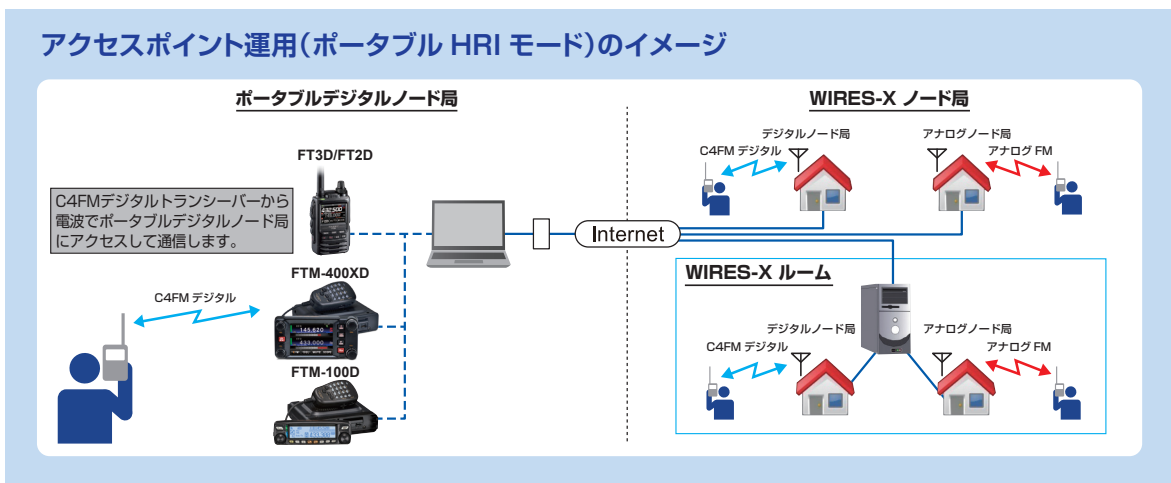 アクセスポイント運用(ポータブル HRI モード)のイメージ
ポータブルデジタルノード局
FT3D/FT2D
C4FMデジタルトランシーバーから
電波でポータブルデジタルノード局
にアクセスして通信します。
FTM-400XD
C4FM デジタル
145.620
433.000
FTM-100D
Internet
WIRES-X ノード局
デジタルノード局
アナログノード局
C4FM デジタル
アナログ FM
WIRES-X ルーム
デジタルノード局
アナログノード局
C4FM デジタル
アナログ FM